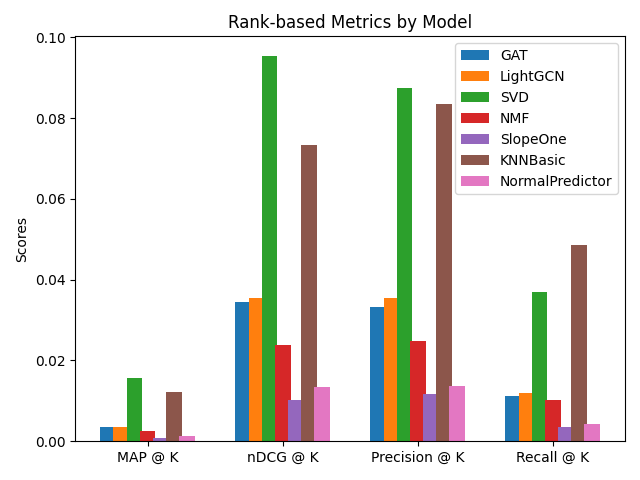 Rank-based Metrics by Model
0.10
0.08
0.06
0.04
0.02
0.00
Scores
GAT
LightGCN
SVD
NMF
SlopeOne
KNNBasic
NormalPredictor
MAP @ K
nDCG @ K
Precision @ K
Recall @ K